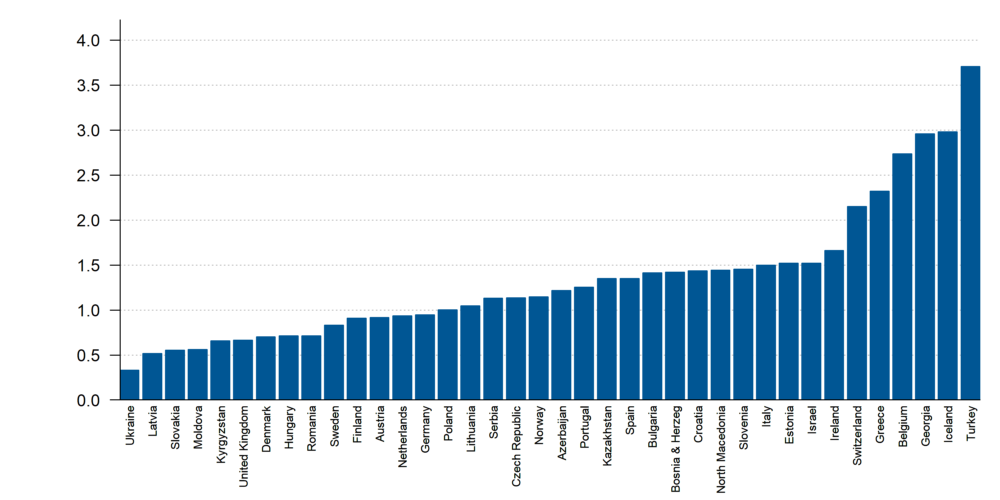 4.0
3.5
3.0
2.5
2.0
1.5
1.0
0.5
0.0
Ukraine
Latvia
Slovakia
Moldova
Kyrgyzstan
United Kingdom
Denmark
Hungary
Romania
Sweden
Finland
Austria
Netherlands
Germany
Poland
Lithuania
Serbia
Czech Republic
Norway
Azerbaijan
Portugal
Kazakhstan
Spain
Bulgaria
Bosnia & Herzeg
Croatia
North Macedonia
Slovenia
Italy
Estonia
Israel
Ireland
Switzerland
Greece
Belgium
Georgia
Iceland
Turkey